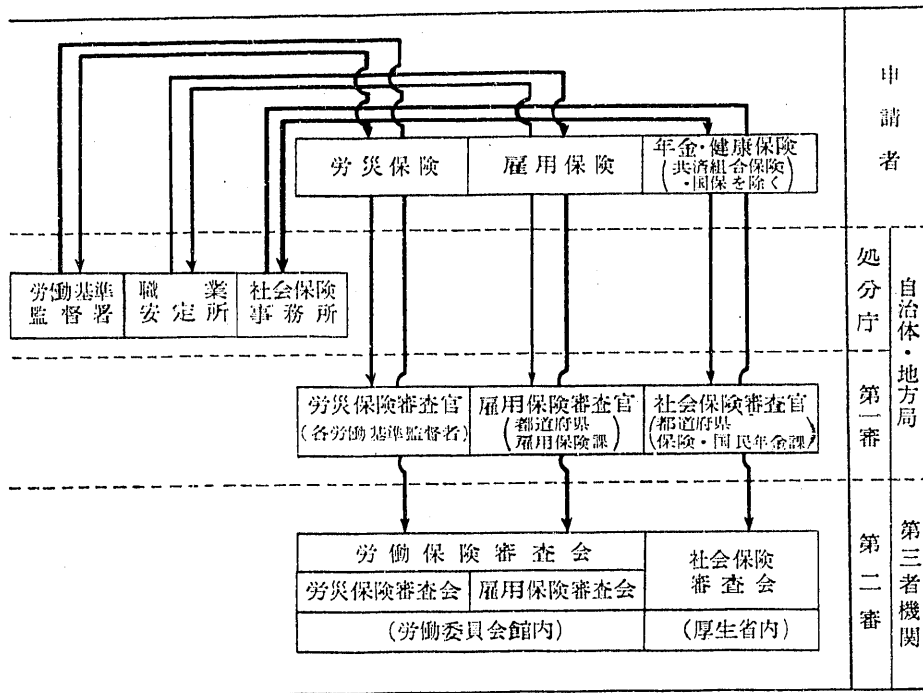 申請者
労災保険
雇用保険
年金・健康保険
(共済組合保険
・国保を除く)
処分庁
自治体・地方局
労働基準
監督署
職業
安定所
社会保険
事務所
第一審
労災保険審査官
(各労働基準監督者)
雇用保険審査官
(都道府県
雇用保険課)
社会保険審査官
(都道府県
保険・国民年金課)
第二審
第三者機関
労働保険審査会
労災保険審査会
雇用保険審査会
(労働委員会館内)
社会保険
審査会
(厚生省内)